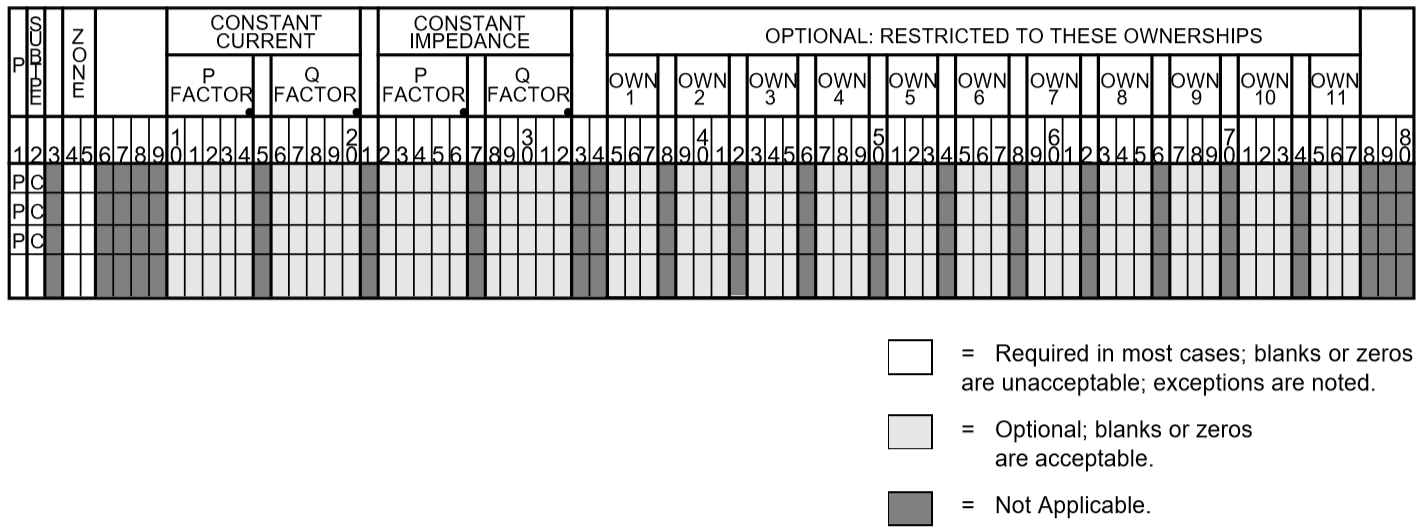 P
SUBTPE
ZONE
CONSTANT
CURRENT
P
FACTOR
Q
FACTOR
CONSTANT
IMPEDANCE
P
FACTOR
Q
FACTOR
OPTIONAL: RESTRICTED TO THESE OWNERSHIPS
OWN
1
OWN
2
OWN
3
OWN
4
OWN
5
OWN
6
OWN
7
OWN
8
OWN
9
OWN
10
OWN
11
1 2 3 4 5 6 7 8 9 10 1 2 3 4 5 6 7 8 9 20 1 2 3 4 5 6 7 8 9 30 1 2 3 4 5 6 7 8 9 40 1 2 3 4 5 6 7 8 9 50 1 2 3 4 5 6 7 8 9 60 1 2 3 4 5 6 7 8 9 70 1 2 3 4 5 6 7 8 9 80
P C
P C
P C
= Required in most cases; blanks or zeros
are unacceptable; exceptions are noted.
= Optional; blanks or zeros
are acceptable.
= Not Applicable.